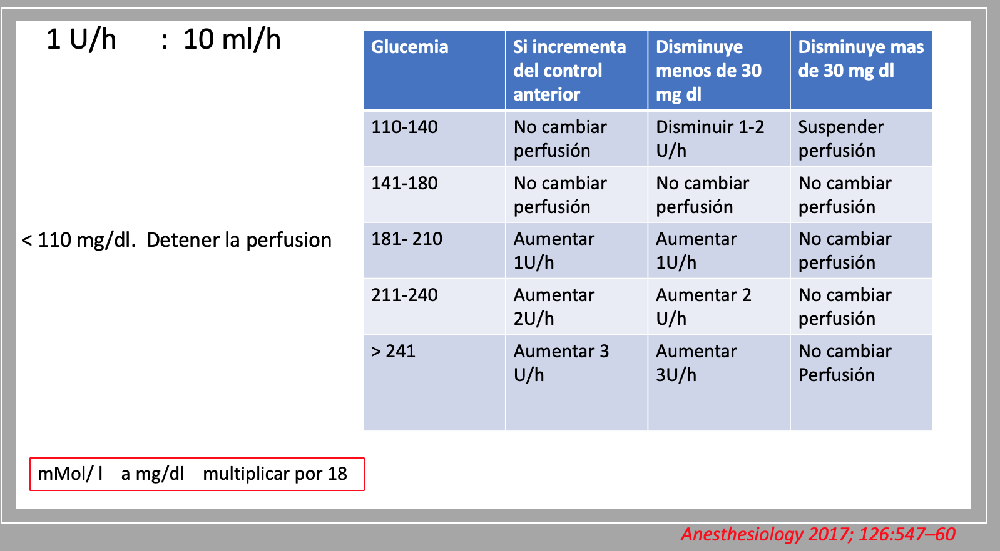 1 U/h : 10 ml/h
Glucemia
Si incrementa
del control
anterior
Disminuye
menos de 30
mg dl
Disminuye mas
de 30 mg dl
110-140
No cambiar
perfusión
Disminuir 1-2
U/h
Suspender
perfusión
141-180
No cambiar
perfusión
No cambiar
perfusión
No cambiar
perfusión
< 110 mg/dl. Detener la perfusion
181- 210
Aumentar
1U/h
Aumentar
1U/h
No cambiar
perfusión
211-240
Aumentar
2U/h
Aumentar 2
U/h
No cambiar
perfusión
> 241
Aumentar 3
U/h
Aumentar
3U/h
No cambiar
Perfusión
mMol/ l a mg/dl multiplicar por 18
Anesthesiology 2017; 126:547–60